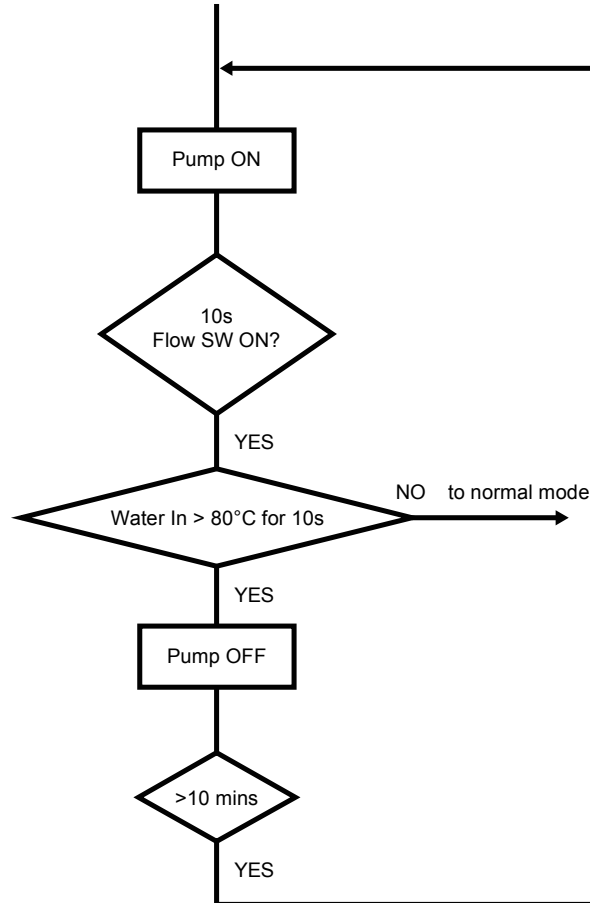 Pump ON
10s
Flow SW ON?
YES
NO to normal mode
Water In > 80°C for 10s
YES
Pump OFF
>10 mins
YES